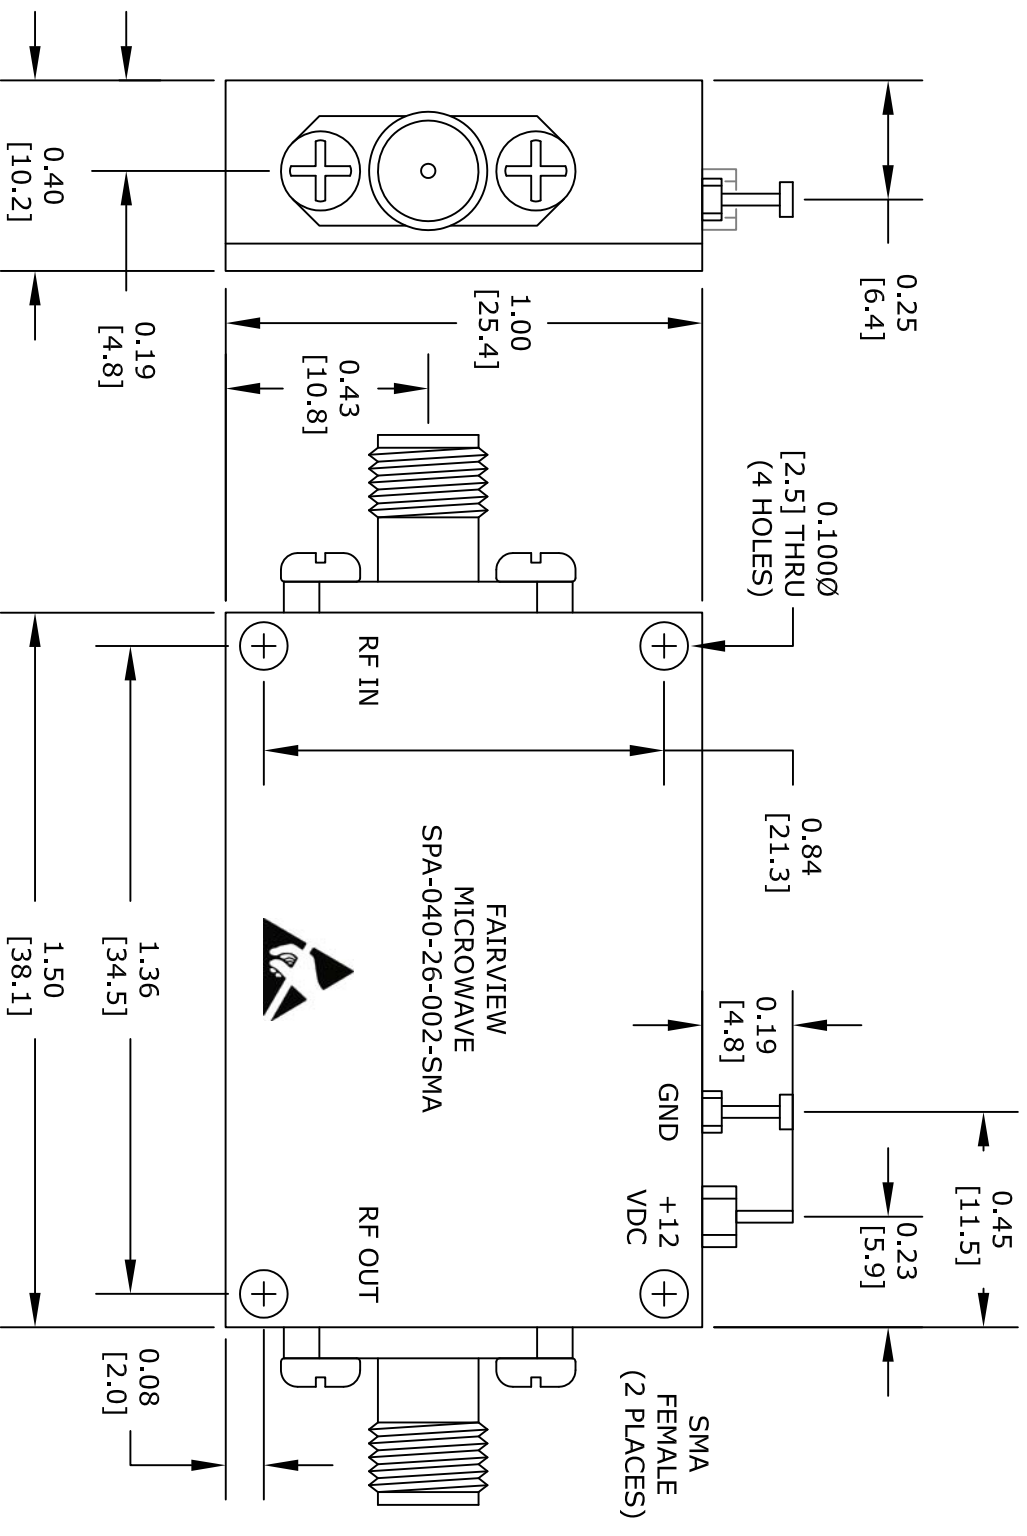 0.25
[6.4]
0.40
[10.2]
0.19
[4.8]
1.00
[25.4]
0.43
[10.8]
0.100Ø
[2.5] THRU
(4 HOLES)
0.84
[21.3]
0.19
[4.8]
0.45
[11.5]
0.23
[5.9]
SMA
FEMALE
(2 PLACES)
GND
+12
VDC
RF IN
RF OUT
FAIRVIEW
MICROWAVE
SPA-040-26-002-SMA
1.36
[34.5]
1.50
[38.1]
0.08
[2.0]